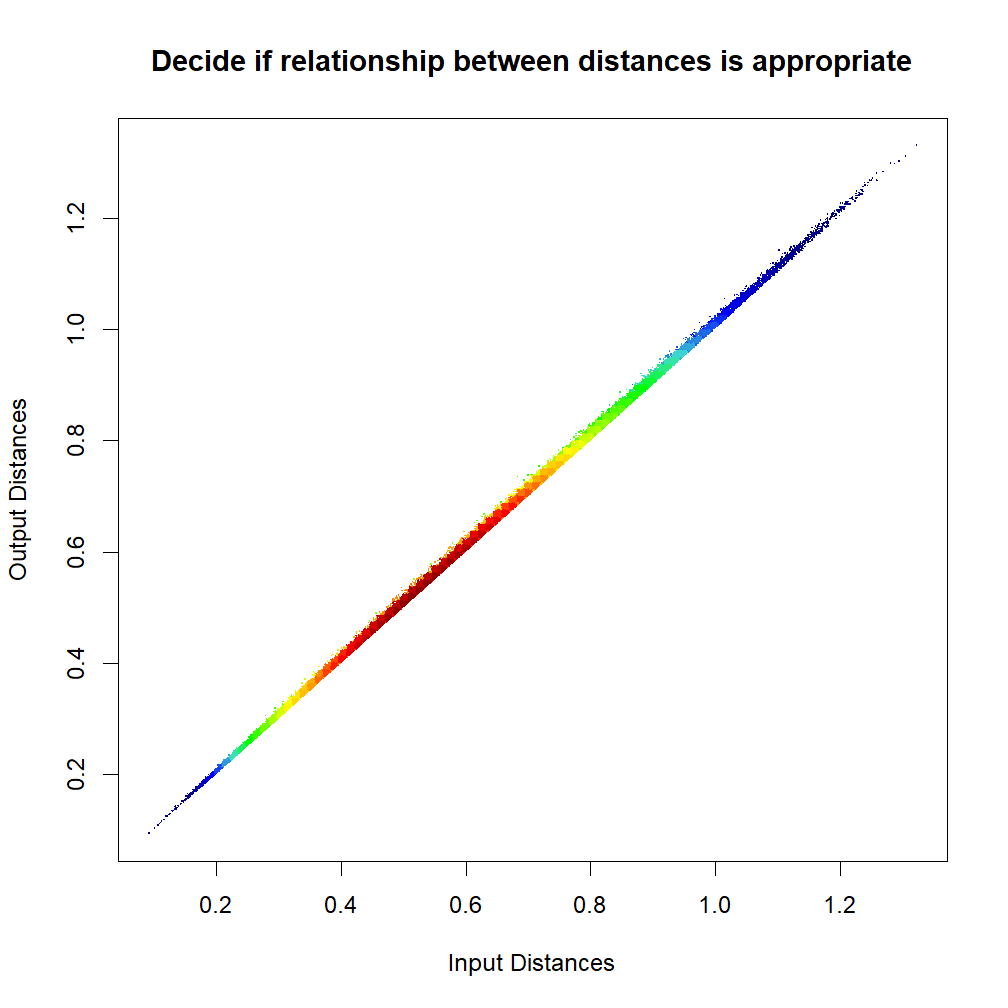 Decide if relationship between distances is appropriate
Output Distances
1.2
1.0
0.8
0.6
0.4
0.2
0.2 0.4 0.6 0.8 1.0 1.2
Input Distances